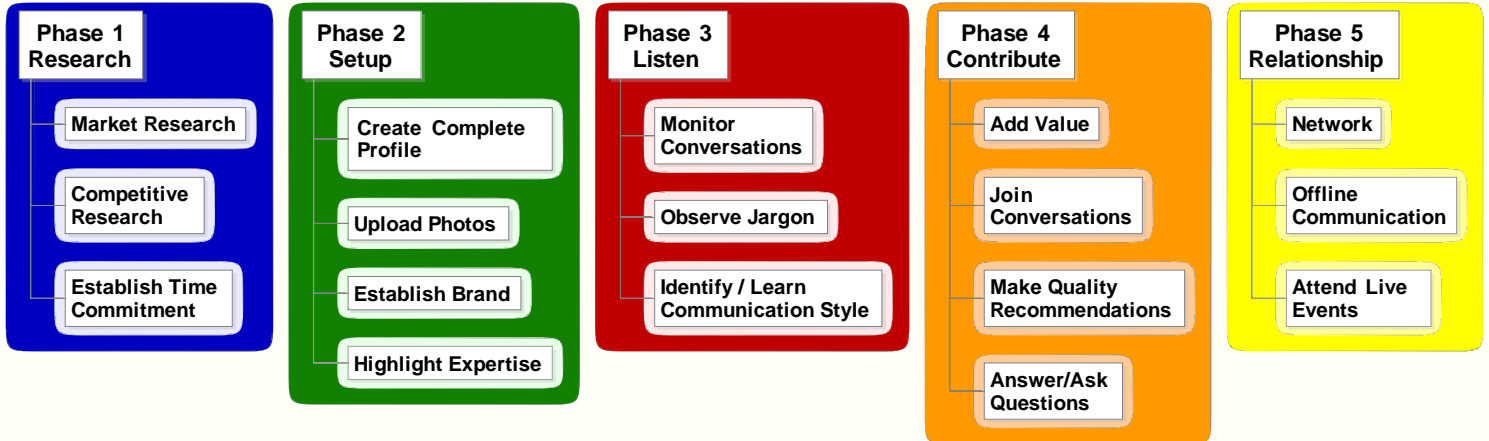 Phase 1
Research
Market Research
Competitive
Research
Establish Time
Commitment
Phase 2
Setup
Create Complete
Profile
Upload Photos
Establish Brand
Highlight Expertise
Phase 3
Listen
Monitor
Conversations
Observe Jargon
Identify / Learn
Communication Style
Phase 4
Contribute
Add Value
Join
Conversations
Make Quality
Recommendations
Answer/Ask
Questions
Phase 5
Relationship
Network
Offline
Communication
Attend Live
Events